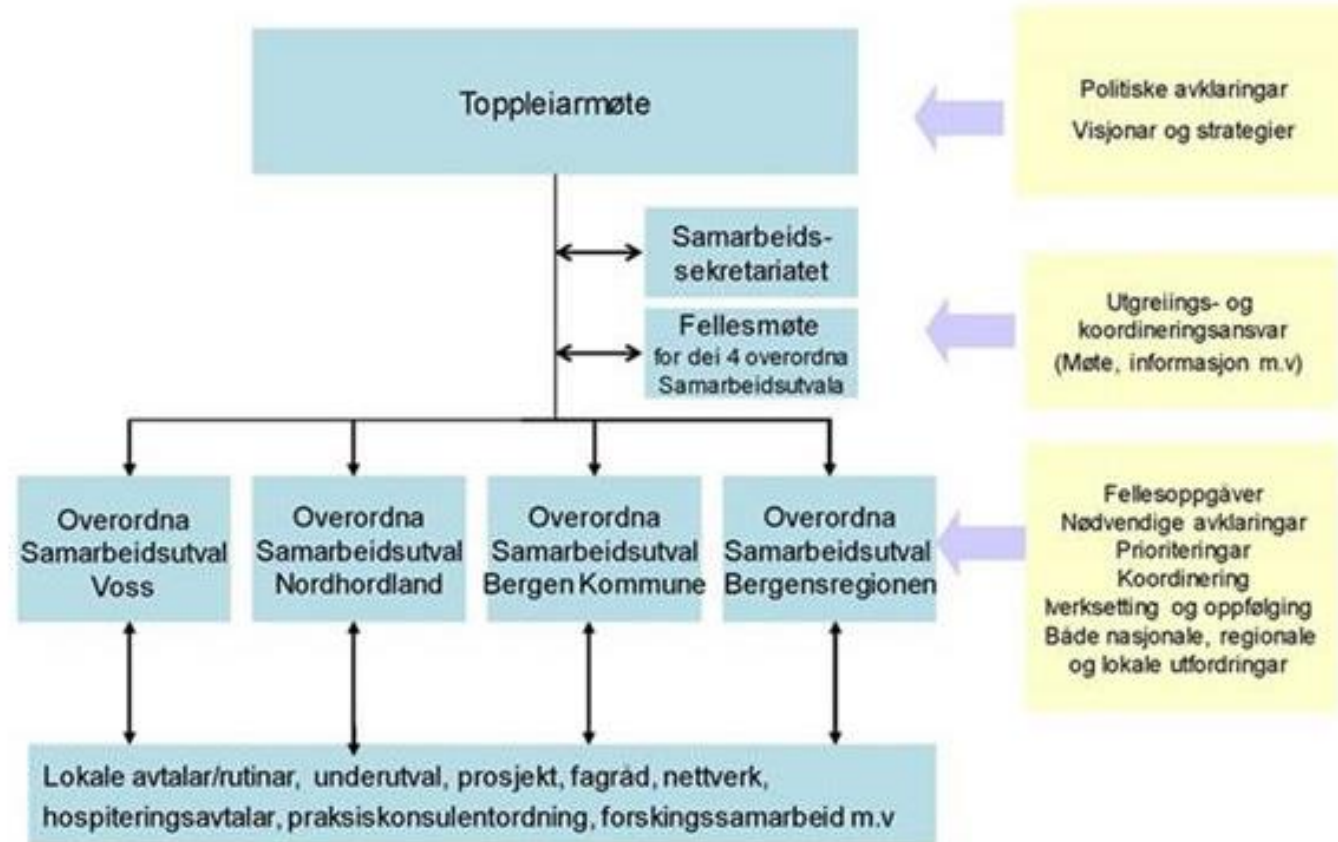 Toppleiarmøte
Politiske avklaringar
Visjonar og strategier
Samarbeids-
sekretariatet
Fellesmøte
for dei 4 overordna
Samarbeidsutvala
Utgreiings- og
koordineringsansvar
(Møte, informasjon m.v)
Overordna
Samarbeidsutval
Voss
Overordna
Samarbeidsutval
Nordhordland
Overordna
Samarbeidsutval
Bergen Kommune
Overordna
Samarbeidsutval
Bergensregionen
Fellesoppgåver
Nødvendige avklaringar
Prioriteringar
Koordinering
Iverksetting og oppfølging
Både nasjonale, regionale
og lokale utfordringar
Lokale avtalar/rutinar, underutval, prosjekt, fagråd, nettverk,
hospiteringsavtalar, praksiskonsulentordning, forskingssamarbeid m.v